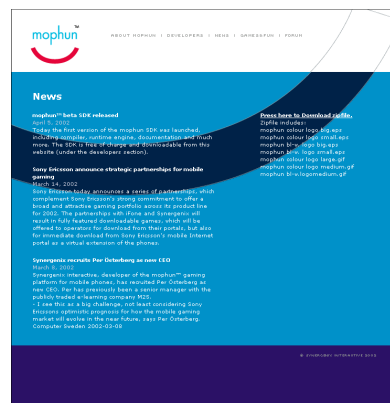 mophun™
ABOUT MOPHUN | DEVELOPERS | NEWS | GAMES2FUN | FORUM
News
mophun™ beta SDK released
April 5, 2002
Today the first version of the mophun SDK was launched,
including compiler, runtime engine, documentation and much
more. The SDK is free of charge and downloadable from this
website (under the developers section).
Sony Ericsson announce strategic partnerships for mobile
gaming
March 14, 2002
Sony Ericsson today announces a series of partnerships, which
complement Sony Ericsson's strong commitment to offer a
broad and attractive gaming portfolio across its product line
for 2002. The partnerships with iFone and Synergenix will
result in fully featured downloadable games, which will be
offered to operators for download from their portals, but also
for immediate download from Sony Ericsson's mobile Internet
portal as a virtual extension of the phones.
Synergenix recruits Per Österberg as new CEO
March 8, 2002
Synergenix interactive, developer of the mophun™ gaming
platform for mobile phones, has recruited Per Österberg as
new CEO. Per has previously been a senior manager with the
publicly traded e-learning company M2S.
- I see this as a big challenge, not least considering Sony
Ericssons optimistic prognosis for how the mobile gaming
market will evolve in the near future, says Per Österberg.
Computer Sweden 2002-03-08
Press here to Download zipfile.
Zipfile includes:
mophun colour logo big.eps
mophun colour logo small.eps
mophun bl-w. logo big.eps
mophun bl-w. logo small.eps
mophun colour logo large.gif
mophun colour logo medium.gif
mophun bl-w.logomedium.gif
© SYNERGENIX INTERACTIVE 2002